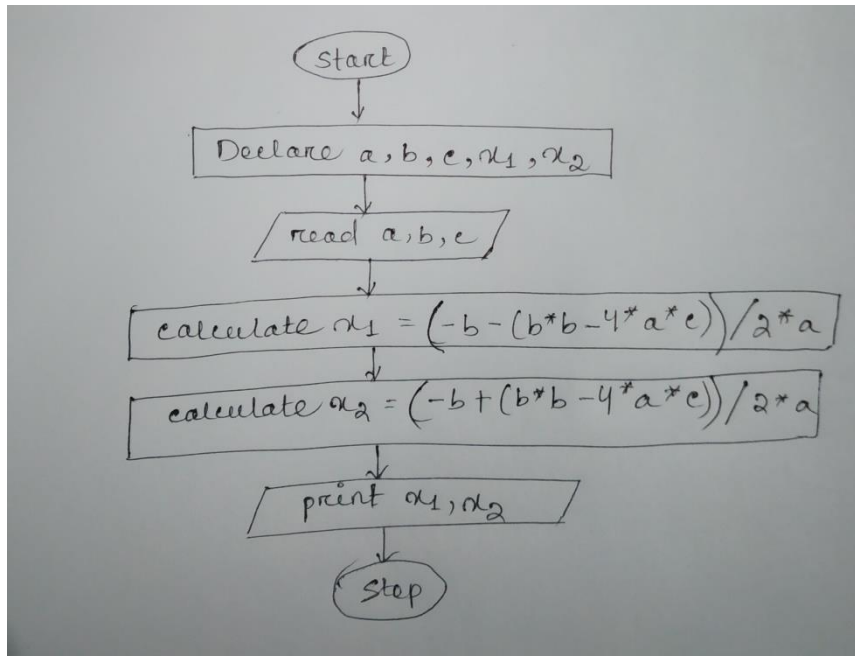 Start
Declare a, b, c, x1, x2
read a, b, c
calculate x1 = (-b-(b*b-4*a*c))/2*a
calculate x2 = (-b+(b*b-4*a*c))/2*a
print x1, x2
Stop